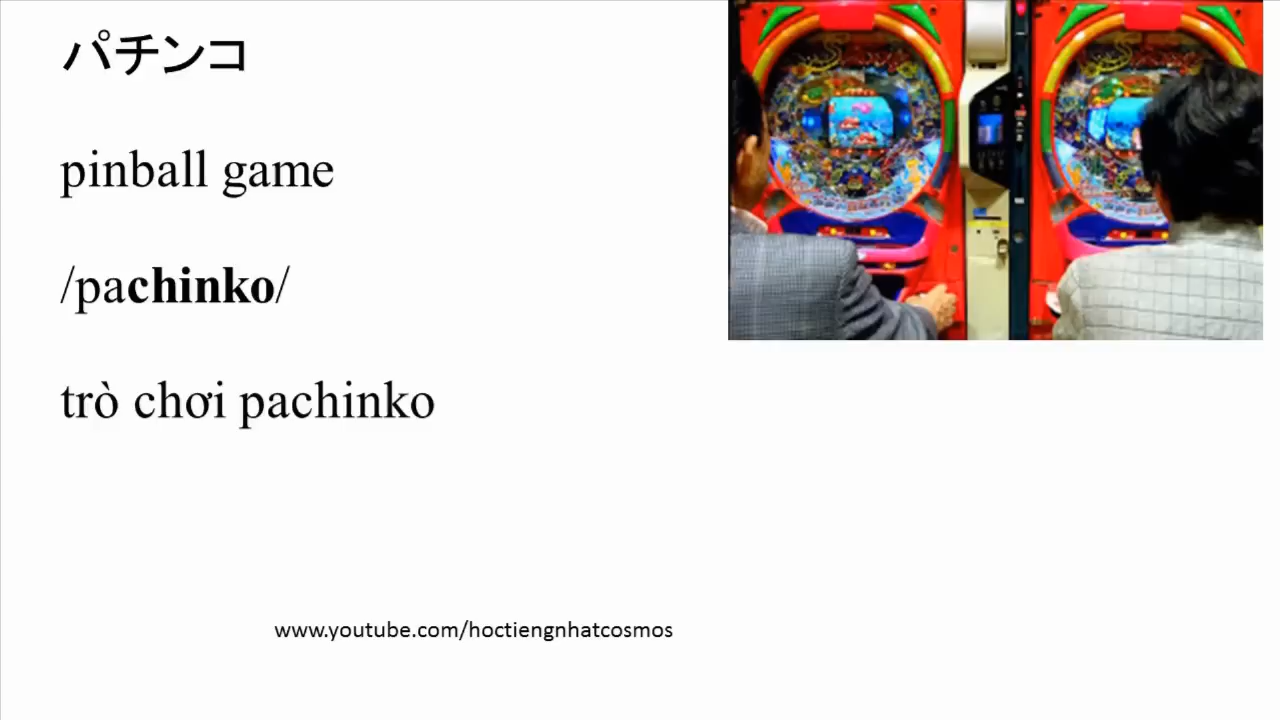 パチンコ
pinball game
/pachinko/
trò chơi pachinko
www.youtube.com/hoctiengnhatcosmos